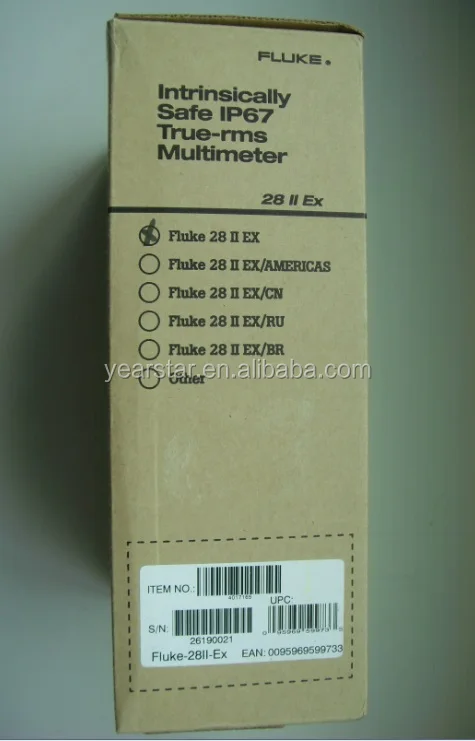 FLUKE®
Intrinsically
Safe IP67
True-rms
Multimeter
28 II Ex
Fluke 28 II EX
Fluke 28 II EX/AMERICAS
Fluke 28 II EX/CN
Fluke 28 II EX/RU
Fluke 28 II EX/BR
yearstar.en.alibaba.com
Other
ITEM NO.:
UPC:
S/N:
26190021
Fluke-28II-Ex EAN: 0095969599733